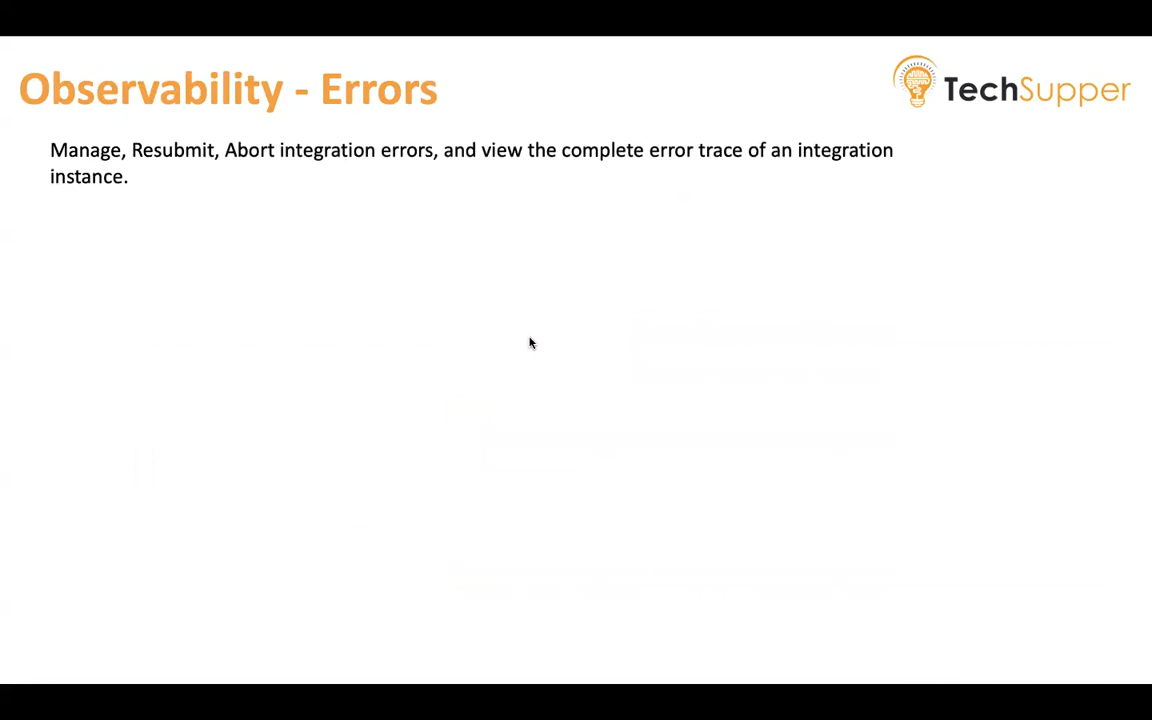 Observability - Errors
TechSupper
Manage, Resubmit, Abort integration errors, and view the complete error trace of an integration
instance.